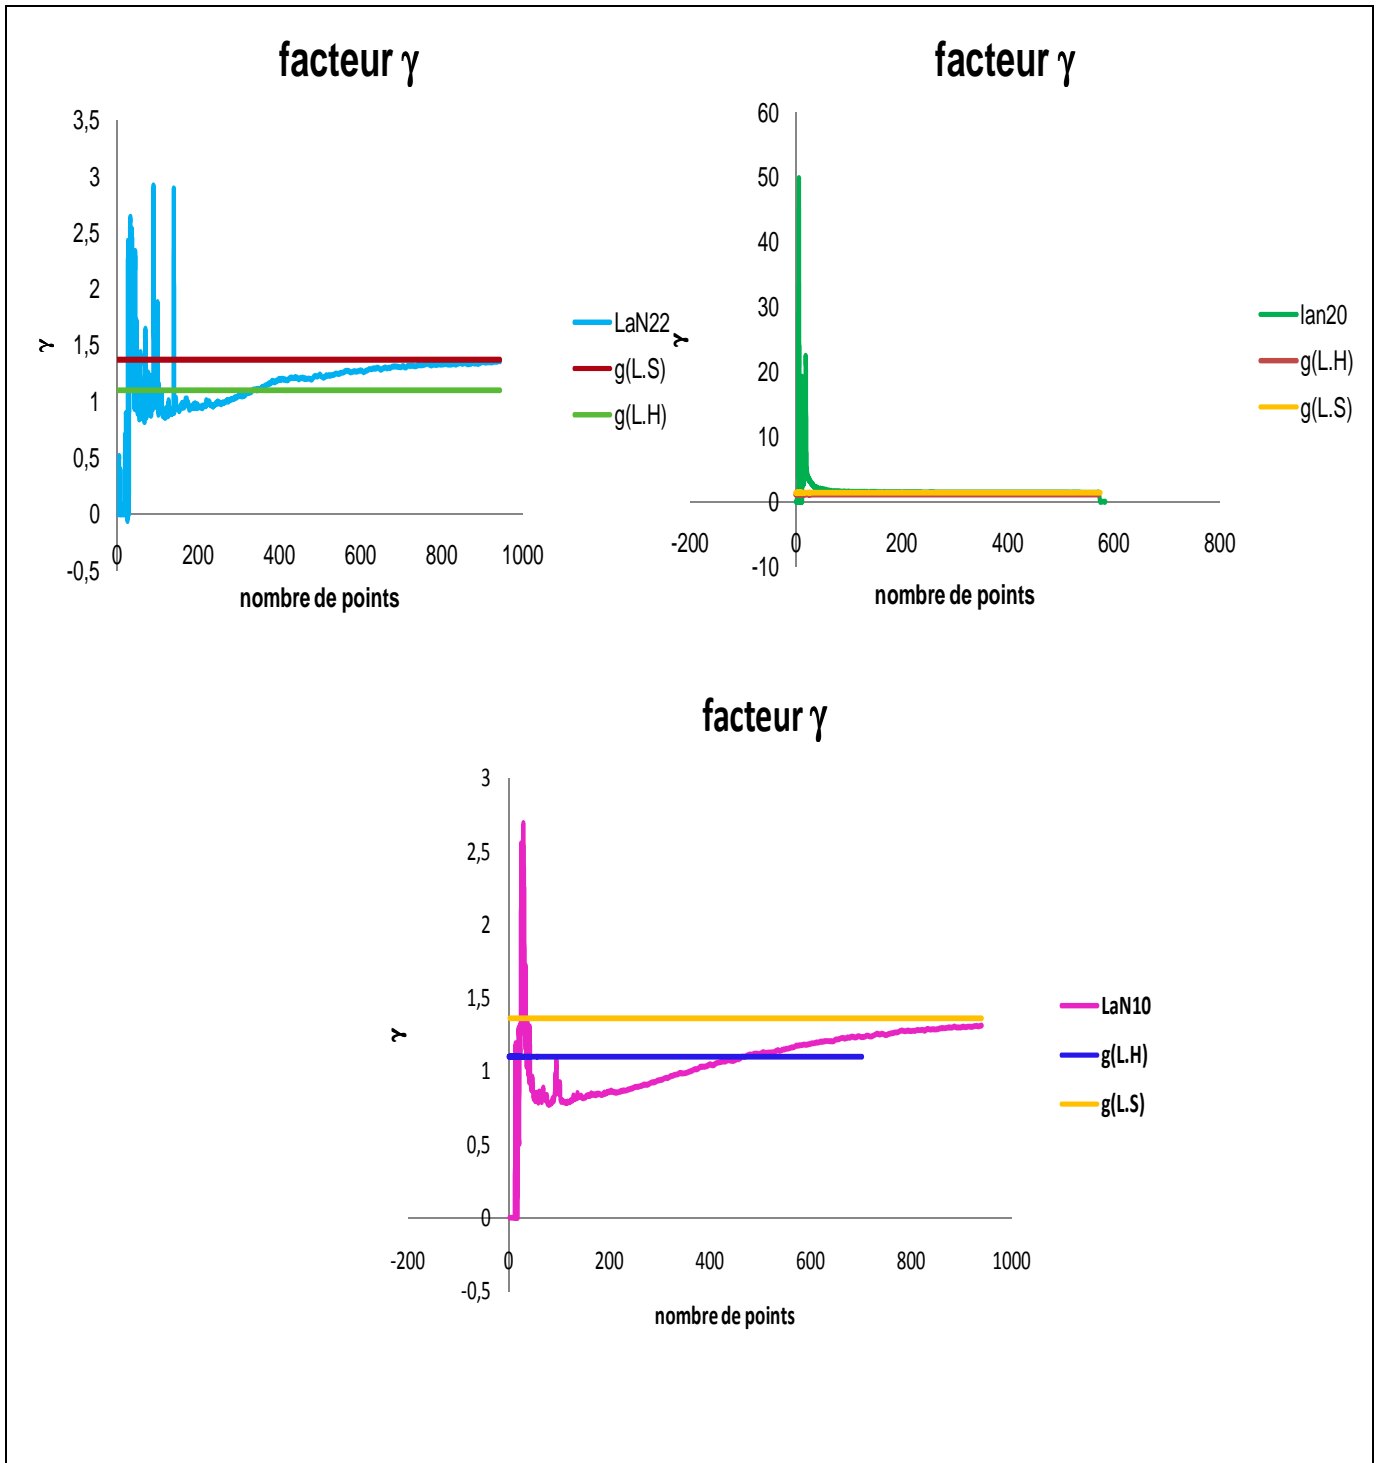 facteur γ
3,5
3
2,5
2
1,5
1
0,5
0
-0,5
γ
0 200 400 600 800 1000
nombre de points
LaN22
g(L.S)
g(L.H)
facteur γ
60
50
40
30
20
10
0
-10
γ
-200 0 200 400 600 800
nombre de points
lan20
g(L.H)
g(L.S)
facteur γ
3
2,5
2
1,5
1
0,5
0
-0,5
γ
-200 0 200 400 600 800 1000
nombre de points
LaN10
g(L.H)
g(L.S)